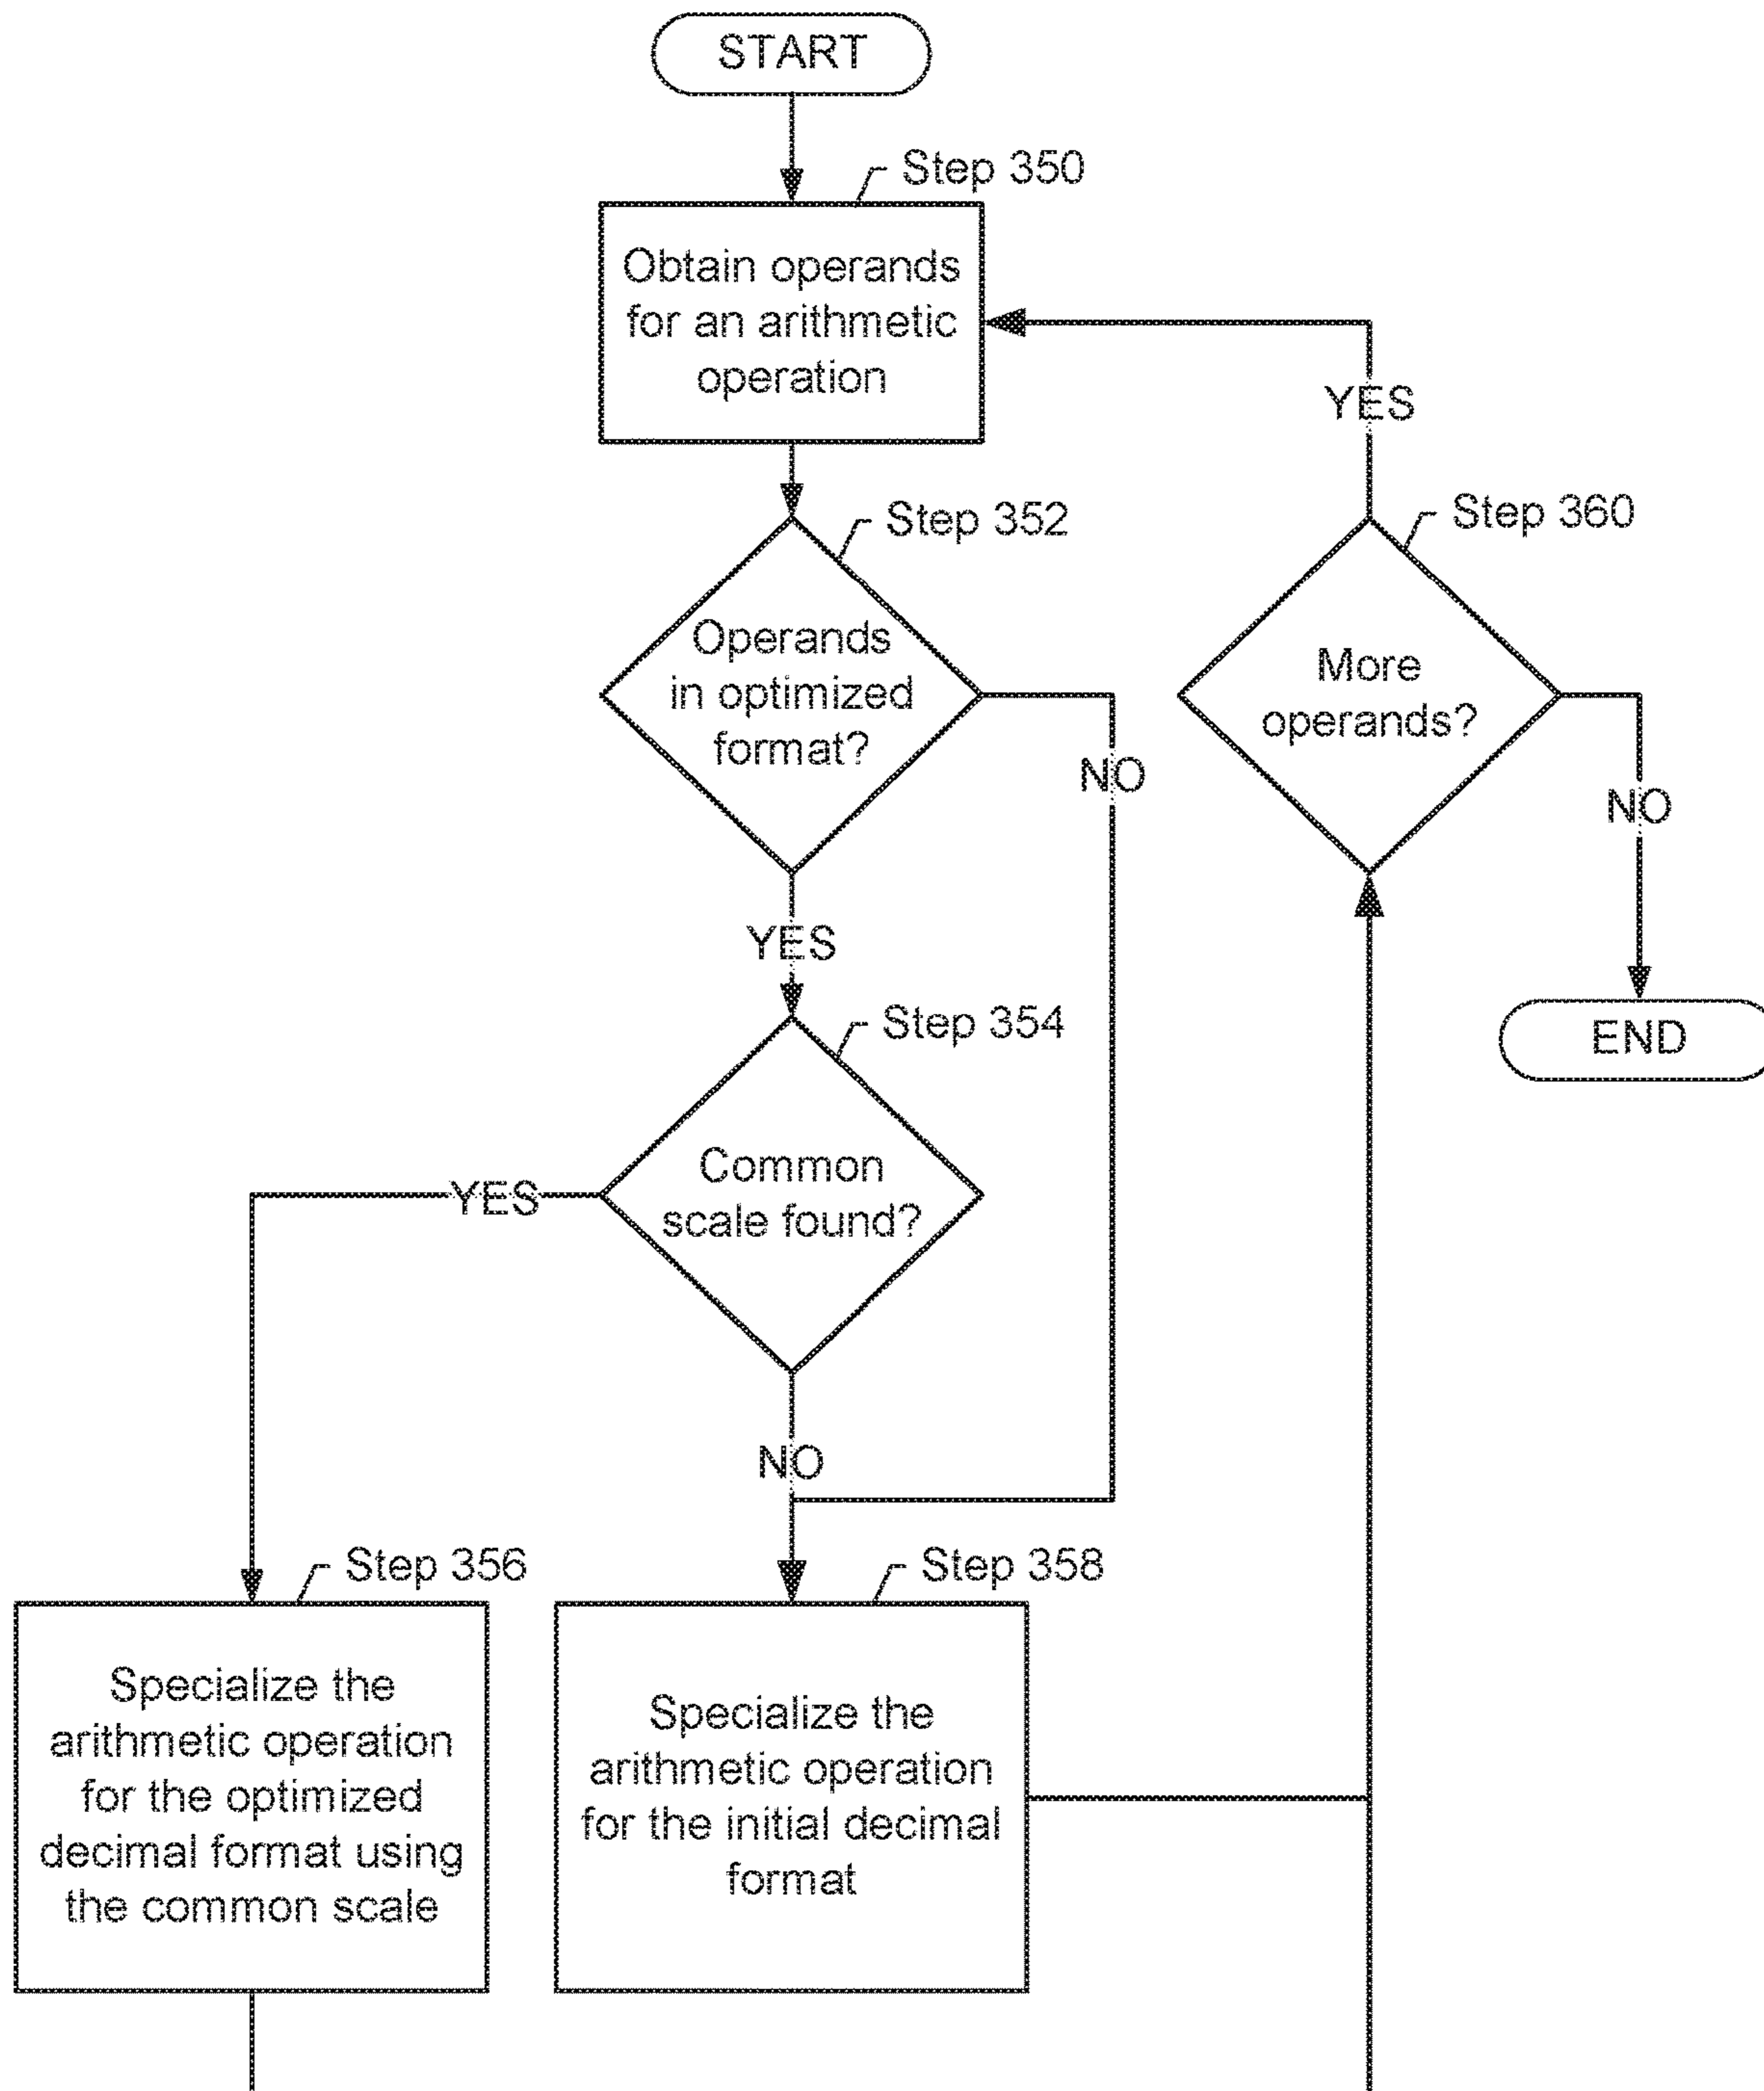 START
Step 350
Obtain operands
for an arithmetic
operation
YES
Step 352
Step 360
Operands
in optimized
format?
More
operands?
NO
NO
YES
Step 354
END
Common
scale found?
YES
NO
Step 356
Step 358
Specialize the
arithmetic operation
for the optimized
decimal format using
the common scale
Specialize the
arithmetic operation
for the initial decimal
format